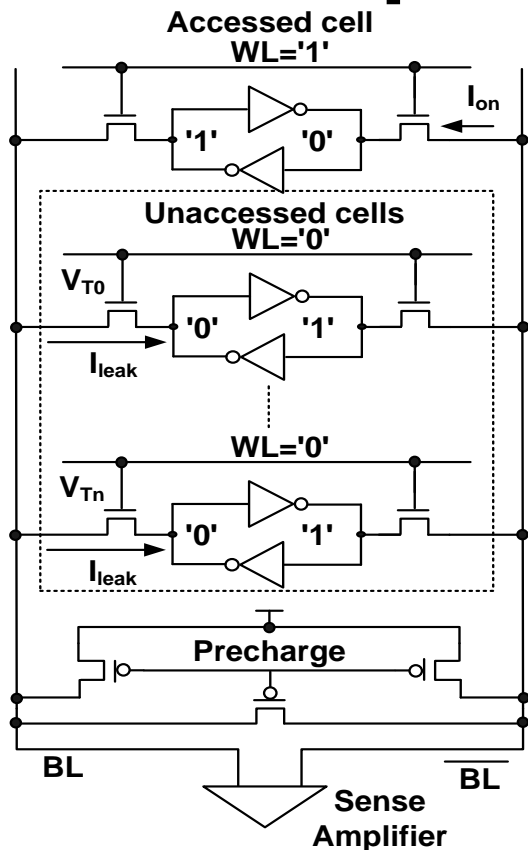 Accessed cell
WL='1'
I_on
'1' '0'
Unaccessed cells
WL='0'
V_T0
'0' '1'
I_leak
WL='0'
V_Tn
'0' '1'
I_leak
Precharge
BL B̅L̅
Sense
Amplifier